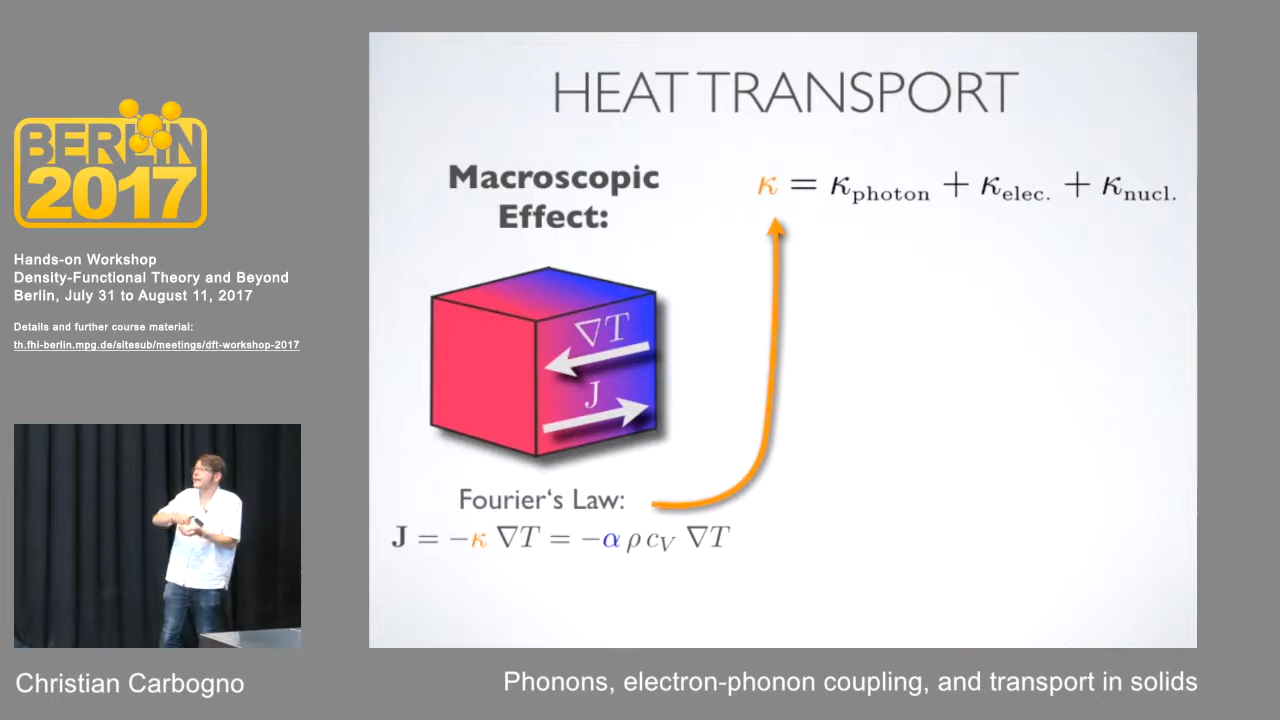 BERLIN
2017
Hands-on Workshop
Density-Functional Theory and Beyond
Berlin, July 31 to August 11, 2017
Details and further course material:
th.fhi-berlin.mpg.de/sitesub/meetings/dft-workshop-2017
HEAT TRANSPORT
Macroscopic
Effect:
κ = κphoton + κelec. + κnucl.
∇T
J
Fourier‘s Law:
J = −κ ∇T = −α ρ cV ∇T
Christian Carbogno
Phonons, electron-phonon coupling, and transport in solids